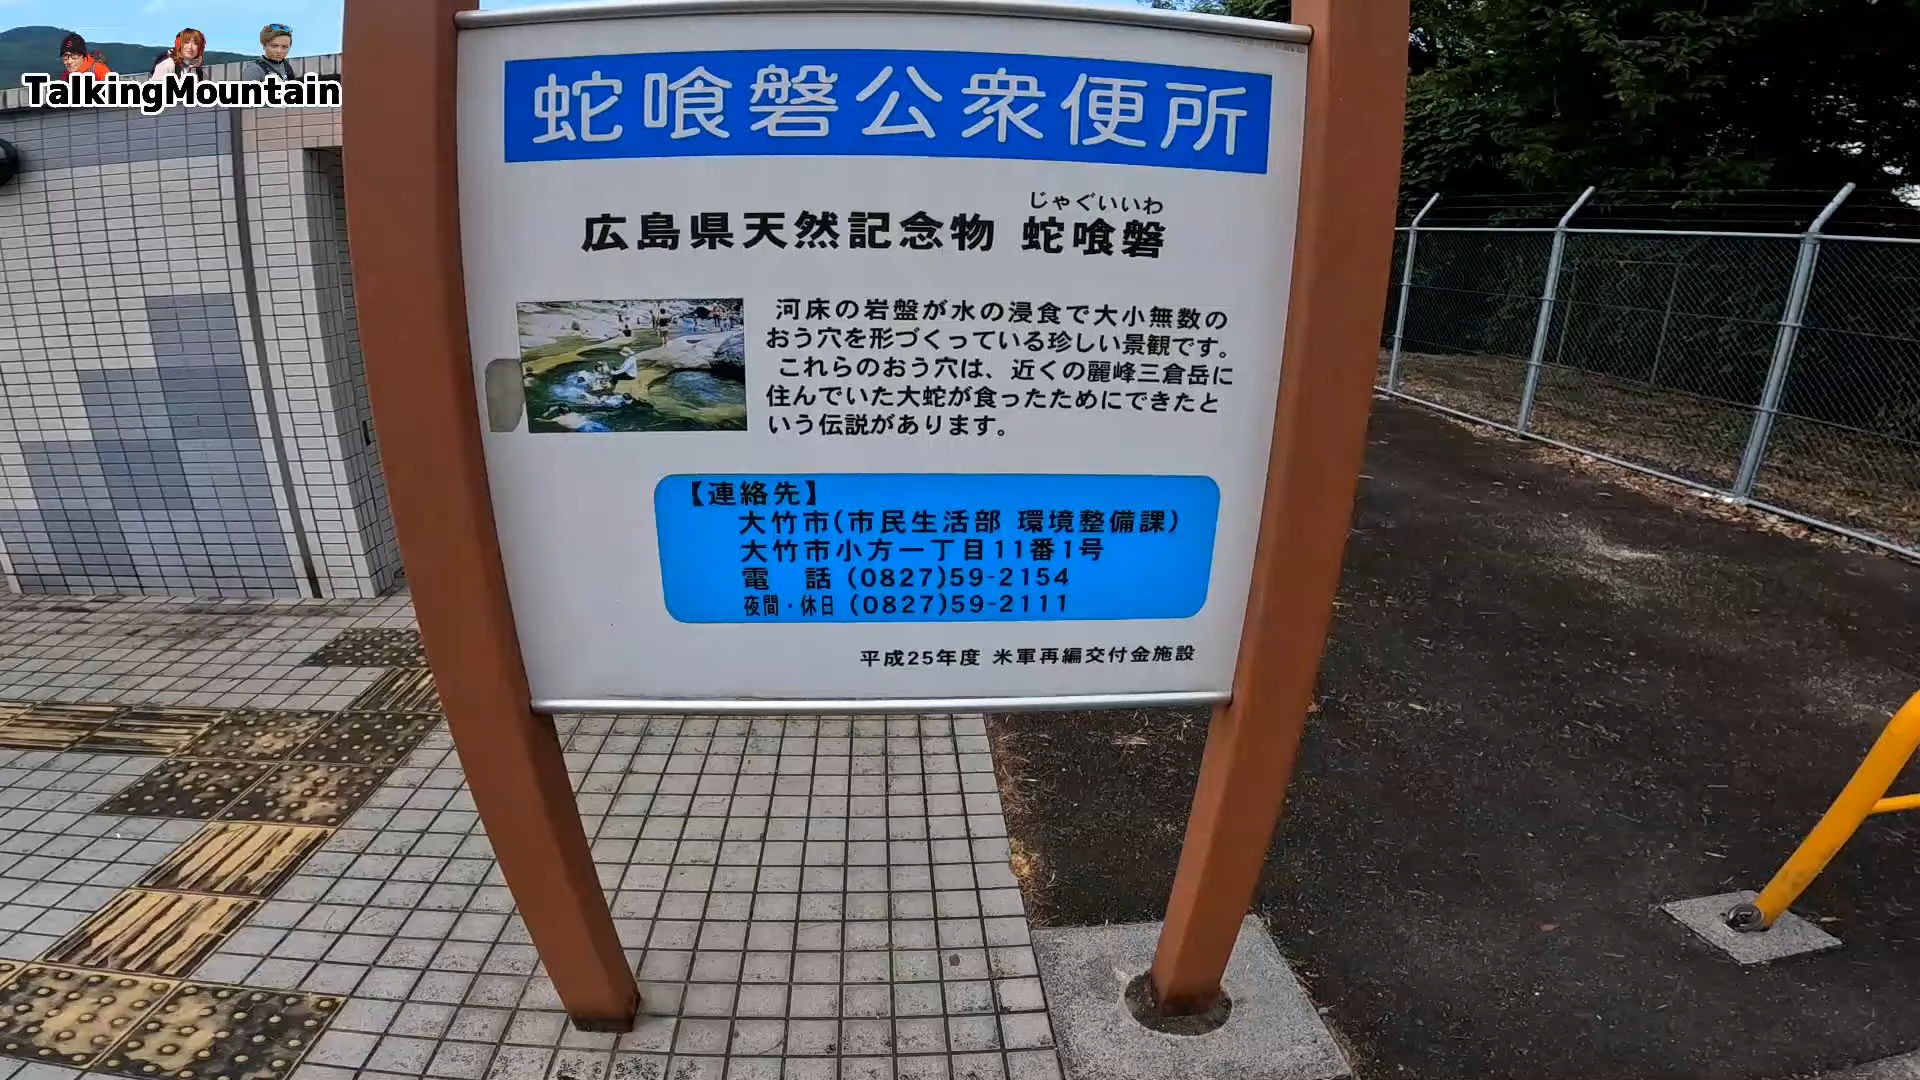 TalkingMountain
蛇喰磐公衆便所
じゃぐいいわ
広島県天然記念物 蛇喰磐
河床の岩盤が水の浸食で大小無数の
おう穴を形づくっている珍しい景観です。
これらのおう穴は、近くの麗峰三倉岳に
住んでいた大蛇が食ったためにできたと
いう伝説があります。
【連絡先】
大竹市(市民生活部 環境整備課)
大竹市小方一丁目11番1号
電 話 (0827)59-2154
夜間・休日 (0827)59-2111
平成25年度 米軍再編交付金施設